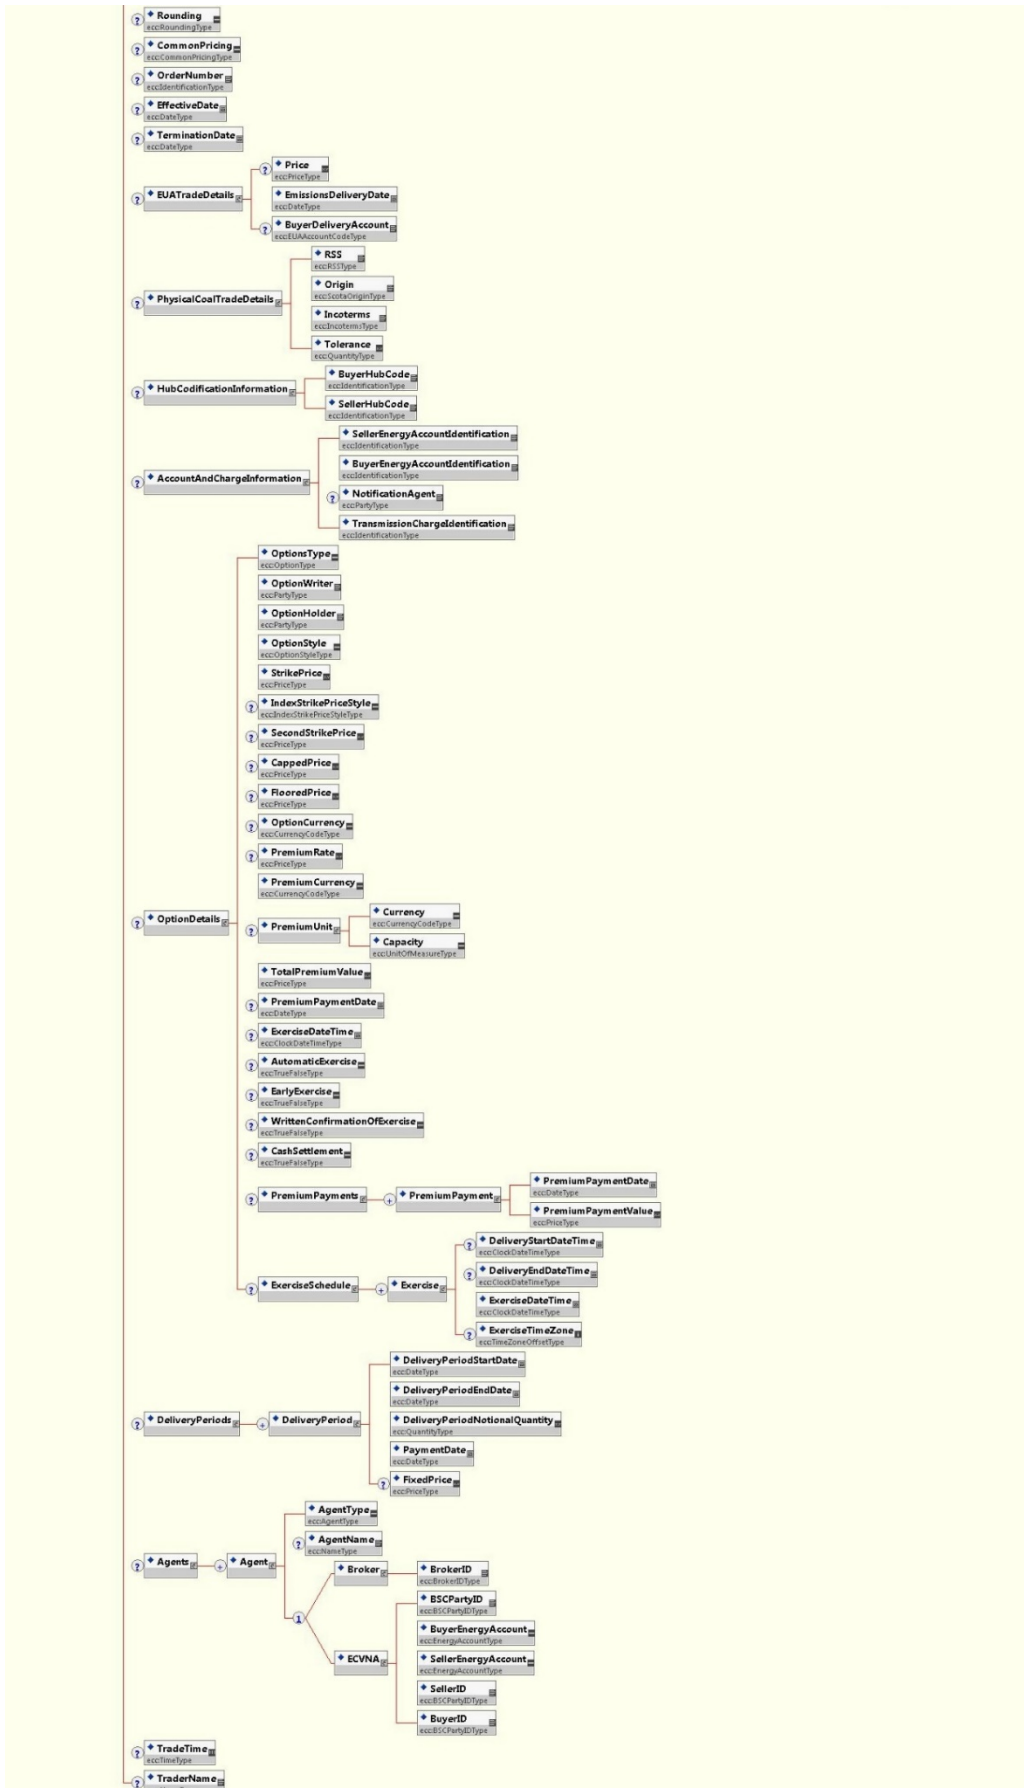 ? Rounding
ecc:RoundingType
? CommonPricing
ecc:CommonPricingType
? OrderNumber
ecc:IdentificationType
? EffectiveDate
ecc:DateType
? TerminationDate
ecc:DateType
? EUATradeDetails
? Price
ecc:PriceType
EmissionsDeliveryDate
ecc:DateType
? BuyerDeliveryAccount
ecc:EUAAccountCodeType
? PhysicalCoalTradeDetails
RSS
ecc:RSSType
Origin
ecc:ScotaOriginType
Incoterms
ecc:IncotermsType
Tolerance
ecc:QuantityType
? HubCodificationInformation
BuyerHubCode
ecc:IdentificationType
SellerHubCode
ecc:IdentificationType
? AccountAndChargeInformation
SellerEnergyAccountIdentification
ecc:IdentificationType
BuyerEnergyAccountIdentification
ecc:IdentificationType
? NotificationAgent
ecc:PartyType
TransmissionChargeIdentification
ecc:IdentificationType
? OptionDetails
OptionsType
ecc:OptionType
OptionWriter
ecc:PartyType
OptionHolder
ecc:PartyType
OptionStyle
ecc:OptionStyleType
StrikePrice
ecc:PriceType
? IndexStrikePriceStyle
ecc:IndexStrikePriceStyleType
? SecondStrikePrice
ecc:PriceType
? CappedPrice
ecc:PriceType
? FlooredPrice
ecc:PriceType
? OptionCurrency
ecc:CurrencyCodeType
? PremiumRate
ecc:PriceType
PremiumCurrency
ecc:CurrencyCodeType
? PremiumUnit
Currency
ecc:CurrencyCodeType
Capacity
ecc:UnitOfMeasureType
TotalPremiumValue
ecc:PriceType
? PremiumPaymentDate
ecc:DateType
? ExerciseDateTime
ecc:ClockDateTimeType
? AutomaticExercise
ecc:TrueFalseType
? EarlyExercise
ecc:TrueFalseType
? WrittenConfirmationOfExercise
ecc:TrueFalseType
? CashSettlement
ecc:TrueFalseType
? PremiumPayments + PremiumPayment
PremiumPaymentDate
ecc:DateType
PremiumPaymentValue
ecc:PriceType
? ExerciseSchedule + Exercise
? DeliveryStartDateTime
ecc:ClockDateTimeType
? DeliveryEndDateTime
ecc:ClockDateTimeType
ExerciseDateTime
ecc:ClockDateTimeType
? ExerciseTimeZone
ecc:TimeZoneOffsetType
? DeliveryPeriods + DeliveryPeriod
DeliveryPeriodStartDate
ecc:DateType
DeliveryPeriodEndDate
ecc:DateType
DeliveryPeriodNotionalQuantity
ecc:QuantityType
PaymentDate
ecc:DateType
? FixedPrice
ecc:PriceType
? Agents + Agent
AgentType
ecc:AgentType
? AgentName
ecc:NameType
1
Broker
BrokerID
ecc:BrokerIDType
ECVNA
BSCPartyID
ecc:BSCPartyIDType
BuyerEnergyAccount
ecc:EnergyAccountType
SellerEnergyAccount
ecc:EnergyAccountType
SellerID
ecc:BSCPartyIDType
BuyerID
ecc:BSCPartyIDType
? TradeTime
ecc:TimeType
? TraderName